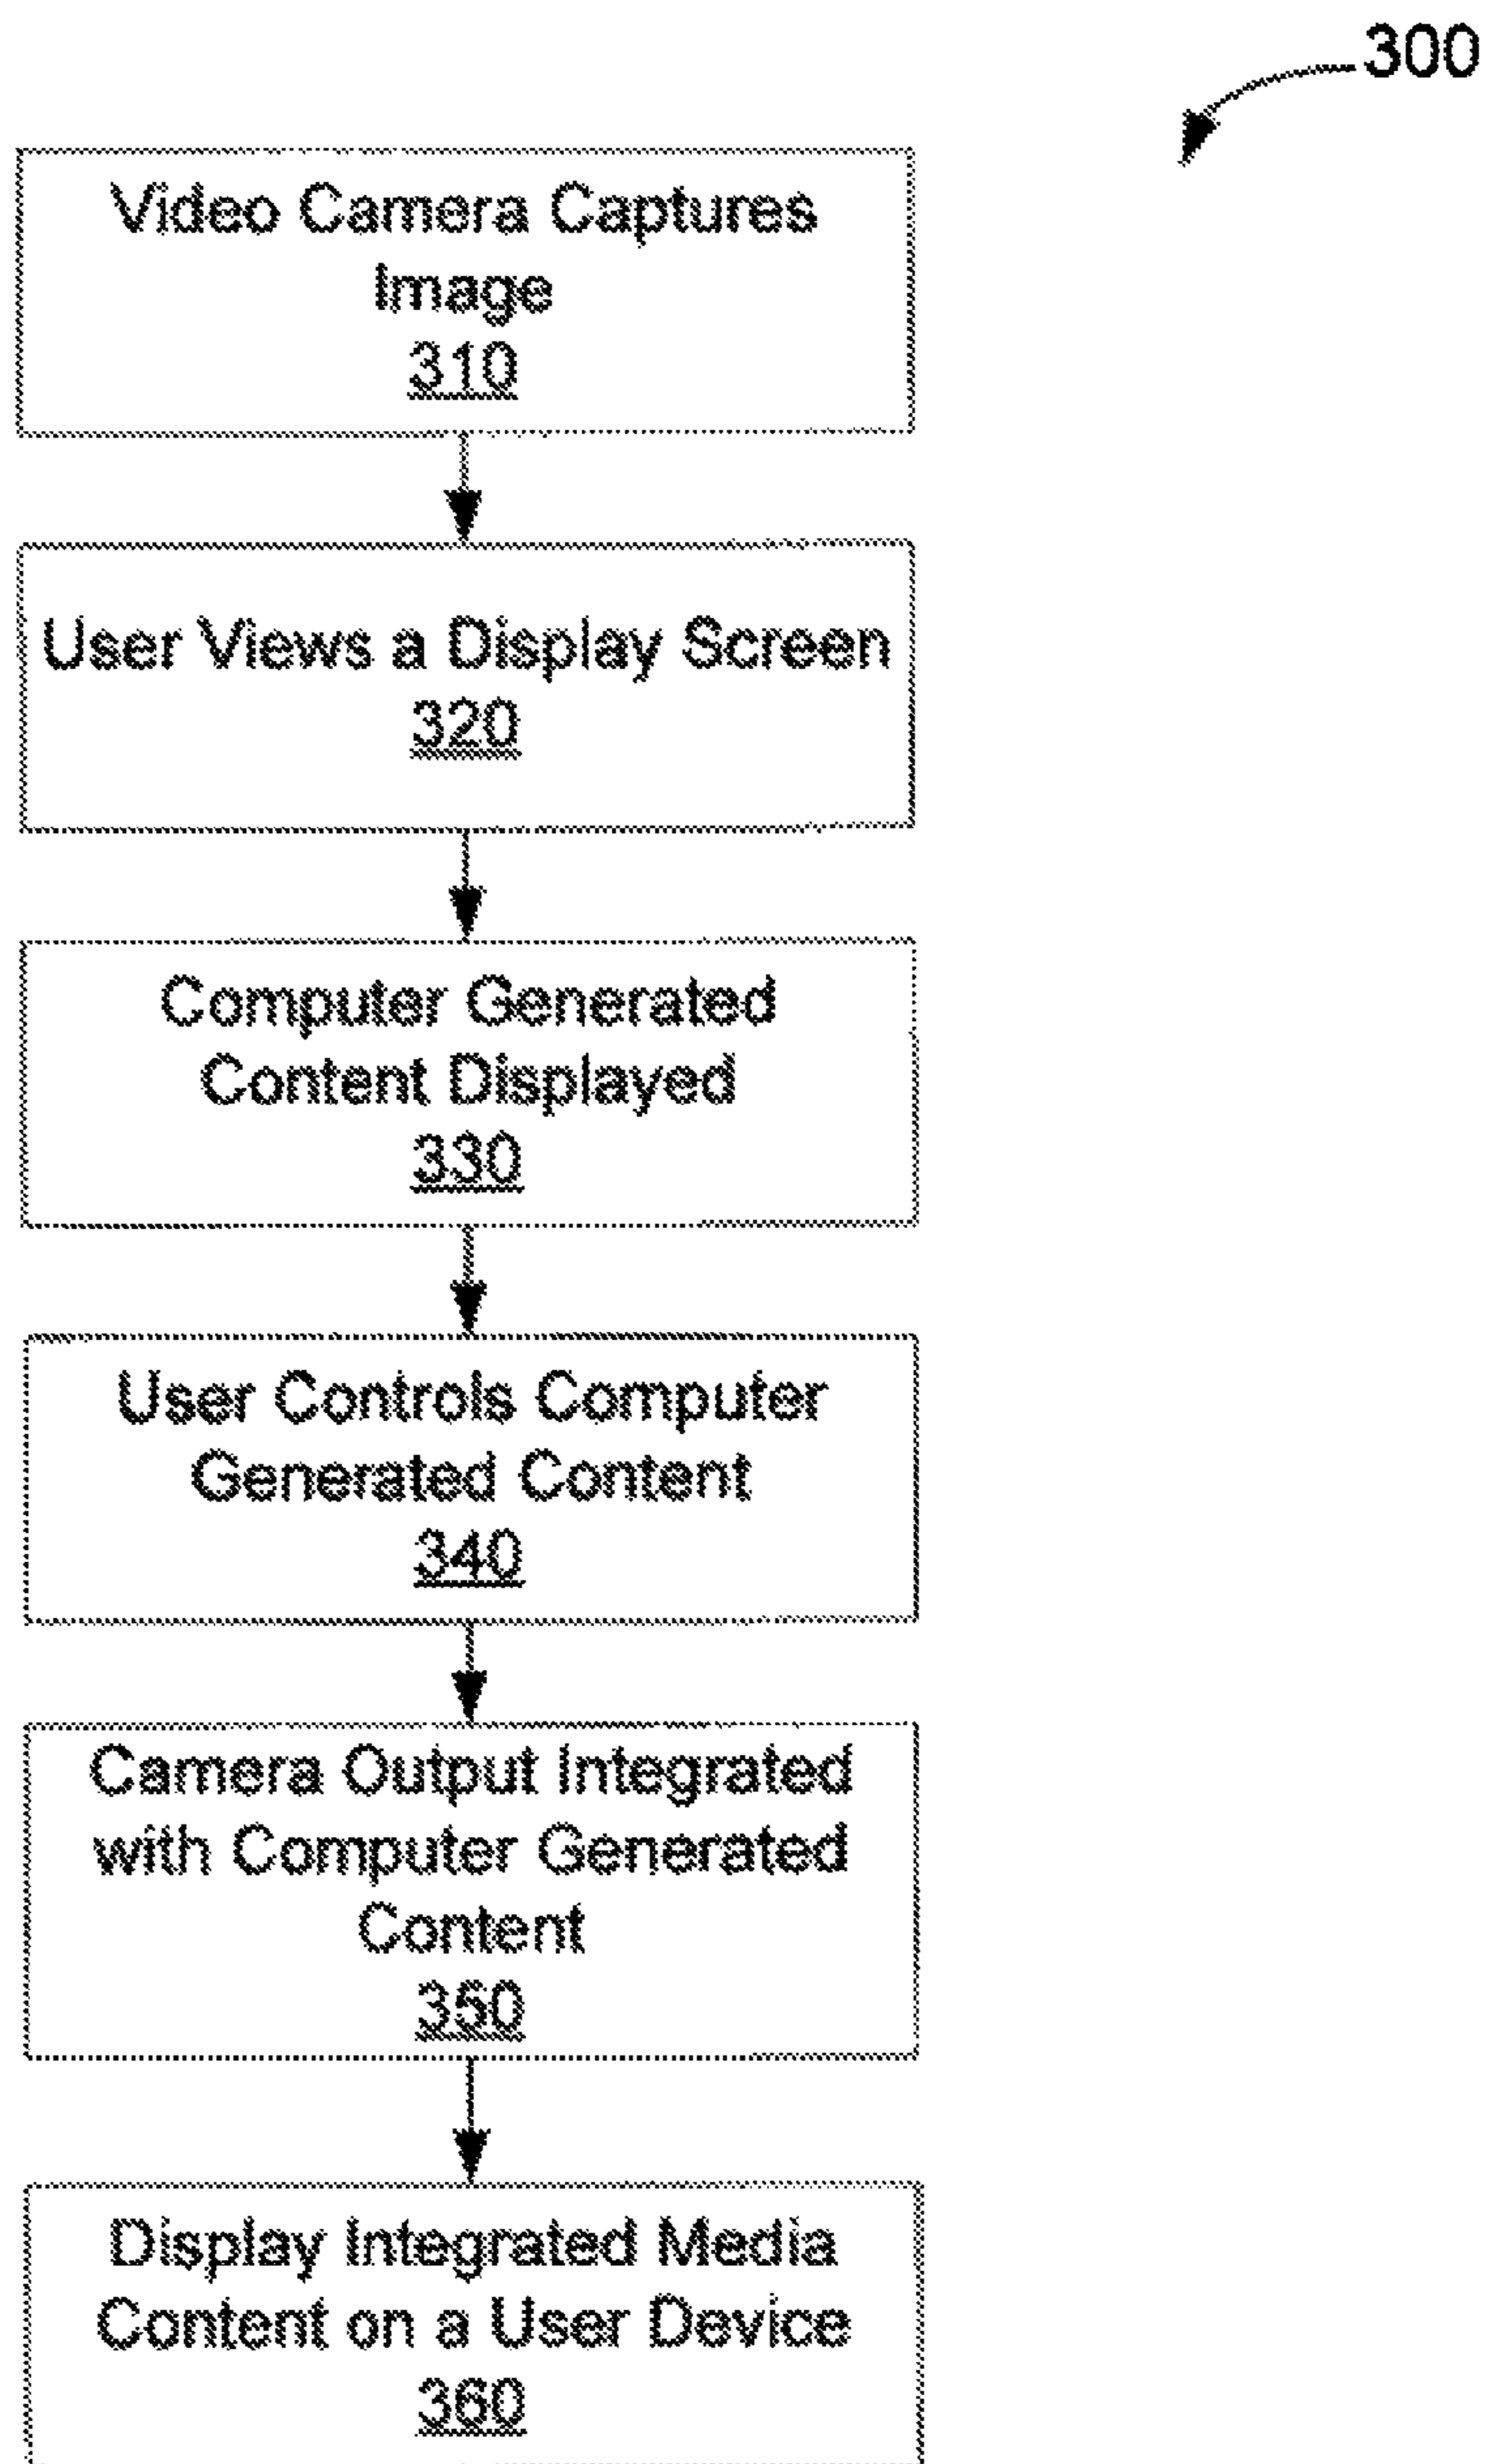 300
Video Camera Captures
Image
310
User Views a Display Screen
320
Computer Generated
Content Displayed
330
User Controls Computer
Generated Content
340
Camera Output Integrated
with Computer Generated
Content
350
Display Integrated Media
Content on a User Device
360